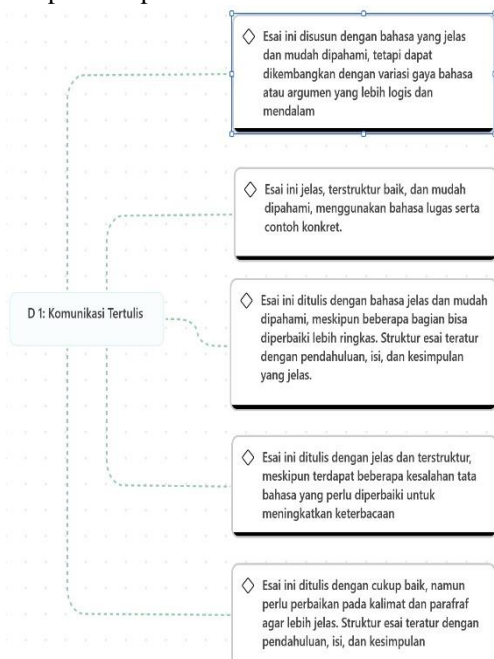 Esai ini disusun dengan bahasa yang jelas
dan mudah dipahami, tetapi dapat
dikembangkan dengan variasi gaya bahasa
atau argumen yang lebih logis dan
mendalam
Esai ini jelas, terstruktur baik, dan mudah
dipahami, menggunakan bahasa lugas serta
contoh konkret.
D 1: Komunikasi Tertulis
Esai ini ditulis dengan bahasa jelas dan mudah
dipahami, meskipun beberapa bagian bisa
diperbaiki lebih ringkas. Struktur esai teratur
dengan pendahuluan, isi, dan kesimpulan
yang jelas.
Esai ini ditulis dengan jelas dan terstruktur,
meskipun terdapat beberapa kesalahan tata
bahasa yang perlu diperbaiki untuk
meningkatkan keterbacaan
Esai ini ditulis dengan cukup baik, namun
perlu perbaikan pada kalimat dan parafraf
agar lebih jelas. Struktur esai teratur dengan
pendahuluan, isi, dan kesimpulan